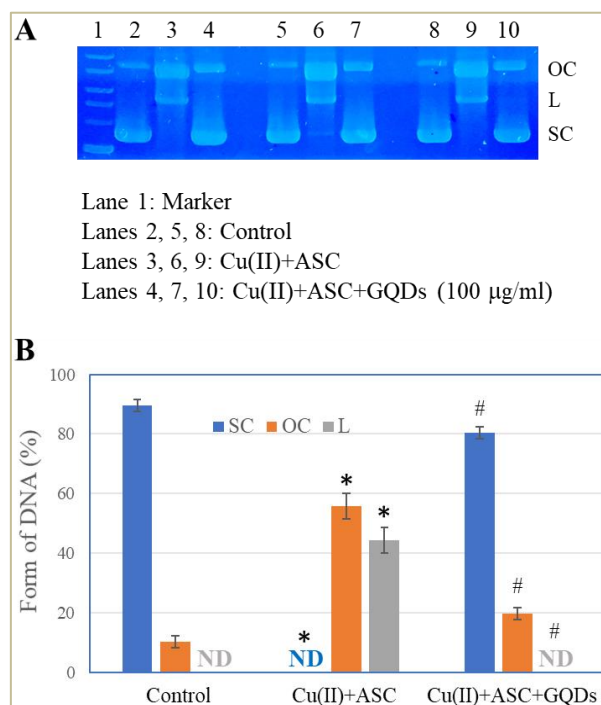 A
1 2 3 4 5 6 7 8 9 10
OC
L
SC
Lane 1: Marker
Lanes 2, 5, 8: Control
Lanes 3, 6, 9: Cu(II)+ASC
Lanes 4, 7, 10: Cu(II)+ASC+GQDs (100 μg/ml)
B
Form of DNA (%)
100
80
60
40
20
0
SC OC L
ND
*
ND
*
*
#
#
#
ND
Control Cu(II)+ASC Cu(II)+ASC+GQDs